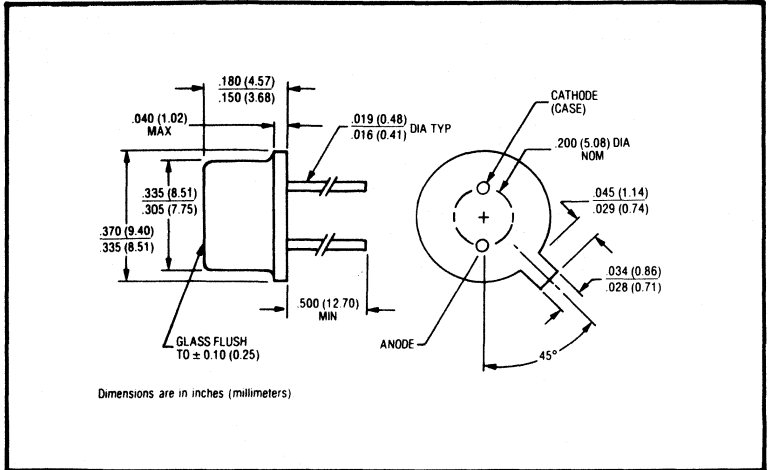 .180 (4.57)
.150 (3.68)
.040 (1.02)
MAX
.019 (0.48)
.016 (0.41)
DIA TYP
.335 (8.51)
.305 (7.75)
.370 (9.40)
.335 (8.51)
.500 (12.70)
MIN
GLASS FLUSH
TO ± 0.10 (0.25)
CATHODE
(CASE)
.200 (5.08) DIA
NOM
.045 (1.14)
.029 (0.74)
.034 (0.86)
.028 (0.71)
ANODE
45°
Dimensions are in inches (millimeters)